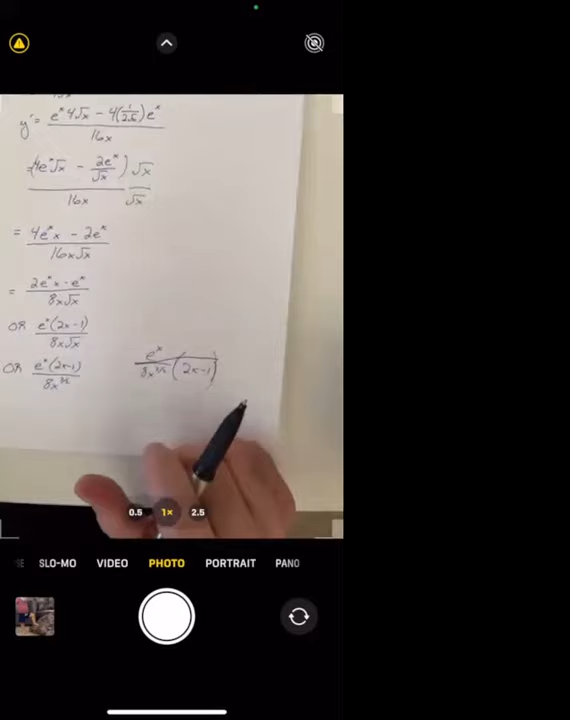 y' = e^x 4√x - 4(1/2√x)e^x / 16x
(4e^x√x - 2e^x/√x) √x / 16x √x
= 4e^x x - 2e^x / 16x√x
= 2e^x x - e^x / 8x√x
OR e^x(2x-1) / 8x√x
OR e^x(2x-1) / 8x^3/2
e^x / 8x^3/2 (2x-1)
0.5 1× 2.5
SLO-MO VIDEO PHOTO PORTRAIT PANO